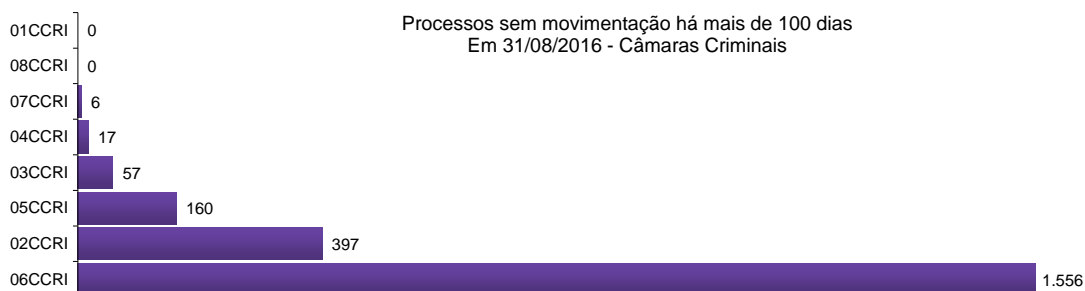 Processos sem movimentação há mais de 100 dias
Em 31/08/2016 - Câmaras Criminais
01CCRI 0
08CCRI 0
07CCRI 6
04CCRI 17
03CCRI 57
05CCRI 160
02CCRI 397
06CCRI 1.556